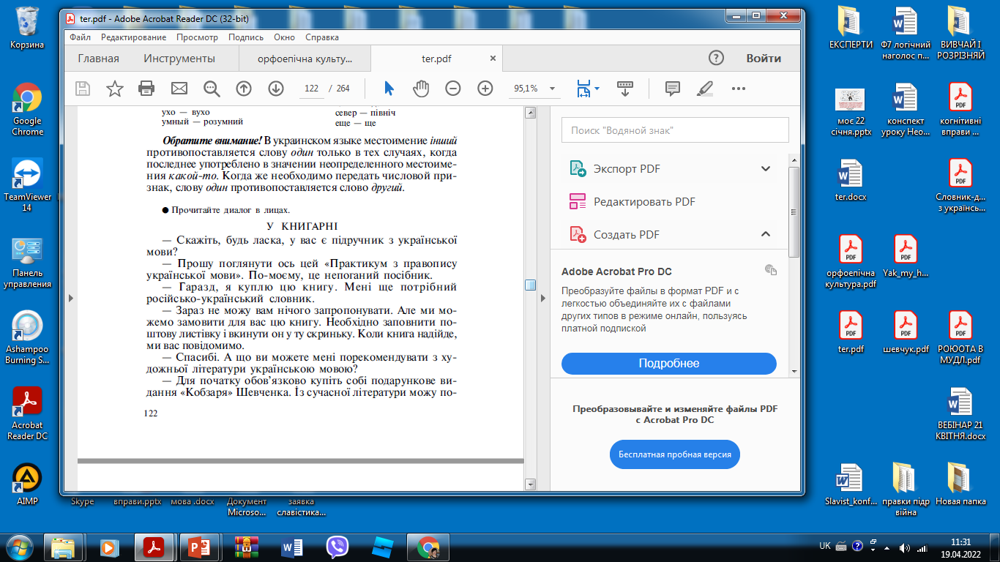 ter.pdf - Adobe Acrobat Reader DC (32-bit)
Файл Редактирование Просмотр Подпись Окно Справка
Главная Инструменты орфоепічна культу... ter.pdf Войти
122 / 264 95,1%
ухо — вухо
умный — розумний
север — північ
еще — ще
Обратите внимание! В украинском языке местоимение інший
противопоставляется слову один только в тех случаях, когда
последнее употреблено в значении неопределенного местоиме-
ния какой-то. Когда же необходимо передать числовой при-
знак, слову один противопоставляется слово другий.
● Прочитайте диалог в лицах.
У КНИГАРНІ
— Скажіть, будь ласка, у вас є підручник з української
мови?
— Прошу поглянути ось цей «Практикум з правопису
української мови». По-моєму, це непоганий посібник.
— Гаразд, я куплю цю книгу. Мені ще потрібний
російсько-український словник.
— Зараз не можу вам нічого запропонувати. Але ми мо-
жемо замовити для вас цю книгу. Необхідно заповнити по-
штову листівку і вкинути он у ту скриньку. Коли книга надійде,
ми вас повідомимо.
— Спасибі. А що ви можете мені порекомендувати з ху-
дожньої літератури українською мовою?
— Для початку обов’язково купіть собі подарункове ви-
дання «Кобзаря» Шевченка. Із сучасної літератури можу по-
122
Поиск "Водяной знак"
Экспорт PDF
Редактировать PDF
Создать PDF
Adobe Acrobat Pro DC
Преобразуйте файлы в формат PDF и с
легкостью объединяйте их с файлами
других типов в режиме онлайн, пользуясь
платной подпиской
Подробнее
Преобразовывайте и изменяйте файлы PDF
с Acrobat Pro DC
Бесплатная пробная версия
Корзина
Google
Chrome
TeamViewer
14
Панель
управления
Ashampoo
Burning S...
Acrobat
Reader DC
AIMP
Skype
вправи.pptx
мова .docx
Документ
Microso...
заявка
славістика...
ЕКСПЕРТИ
Ф7 логічний
наголос п...
ВИВЧАЙ І
РОЗРІЗНЯЙ
моє 22
січня.pptx
конспект
уроку Нео...
когнітивні
вправи ...
ter.docx
Словник-д...
з українсь...
орфоепічна
культура.pdf
Yak_my_h...
ter.pdf
шевчук.pdf
РОЮОТА В
МУДЛ.pdf
ВЕБІНАР 21
КВІТНЯ.docx
Slavist_konf...
правки підр
війна
Новая папка
UK
11:31
19.04.2022